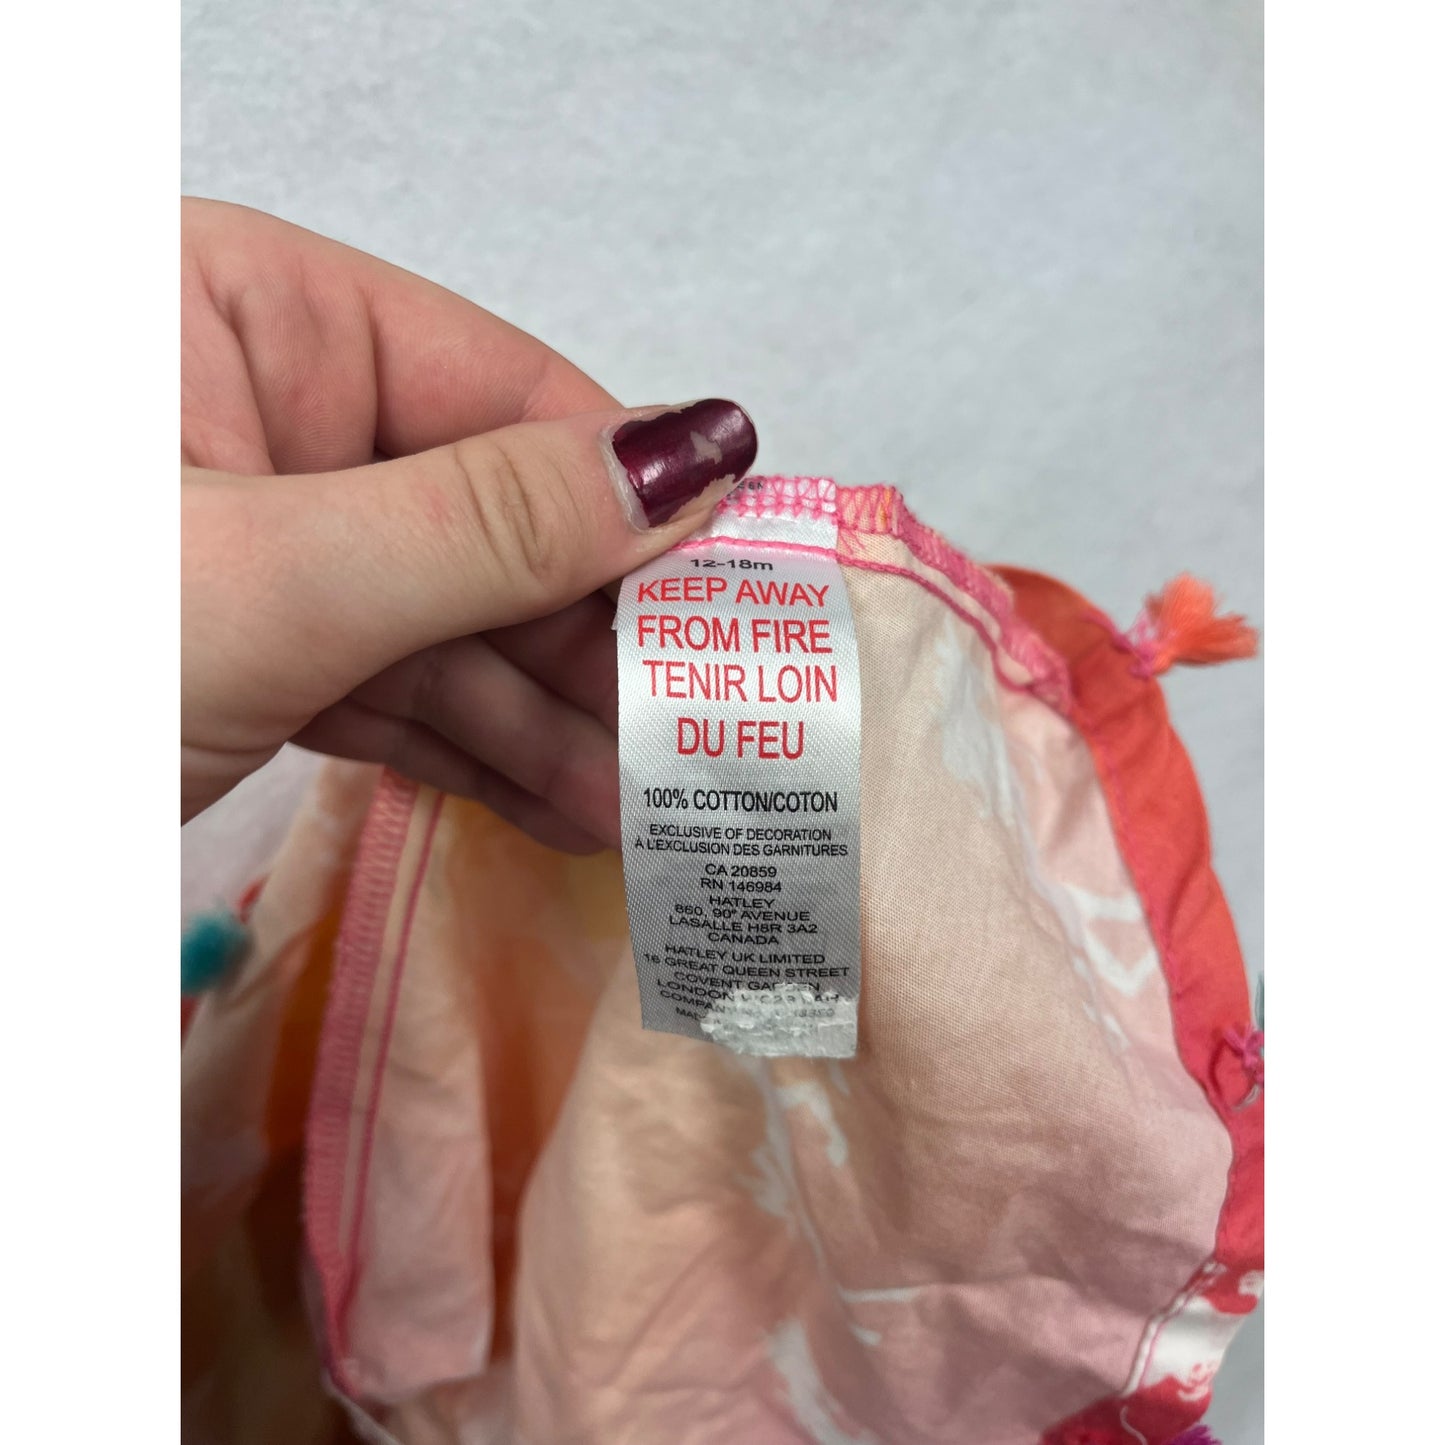 12-18m
KEEP AWAY
FROM FIRE
TENIR LOIN
DU FEU
100% COTTON/COTON
EXCLUSIVE OF DECORATION
À L'EXCLUSION DES GARNITURES
CA 20859
RN 146984
HATLEY
860, 90e AVENUE
LASALLE H8R 3A2
CANADA
HATLEY UK LIMITED
16 GREAT QUEEN STREET
COVENT GARDEN
LONDON